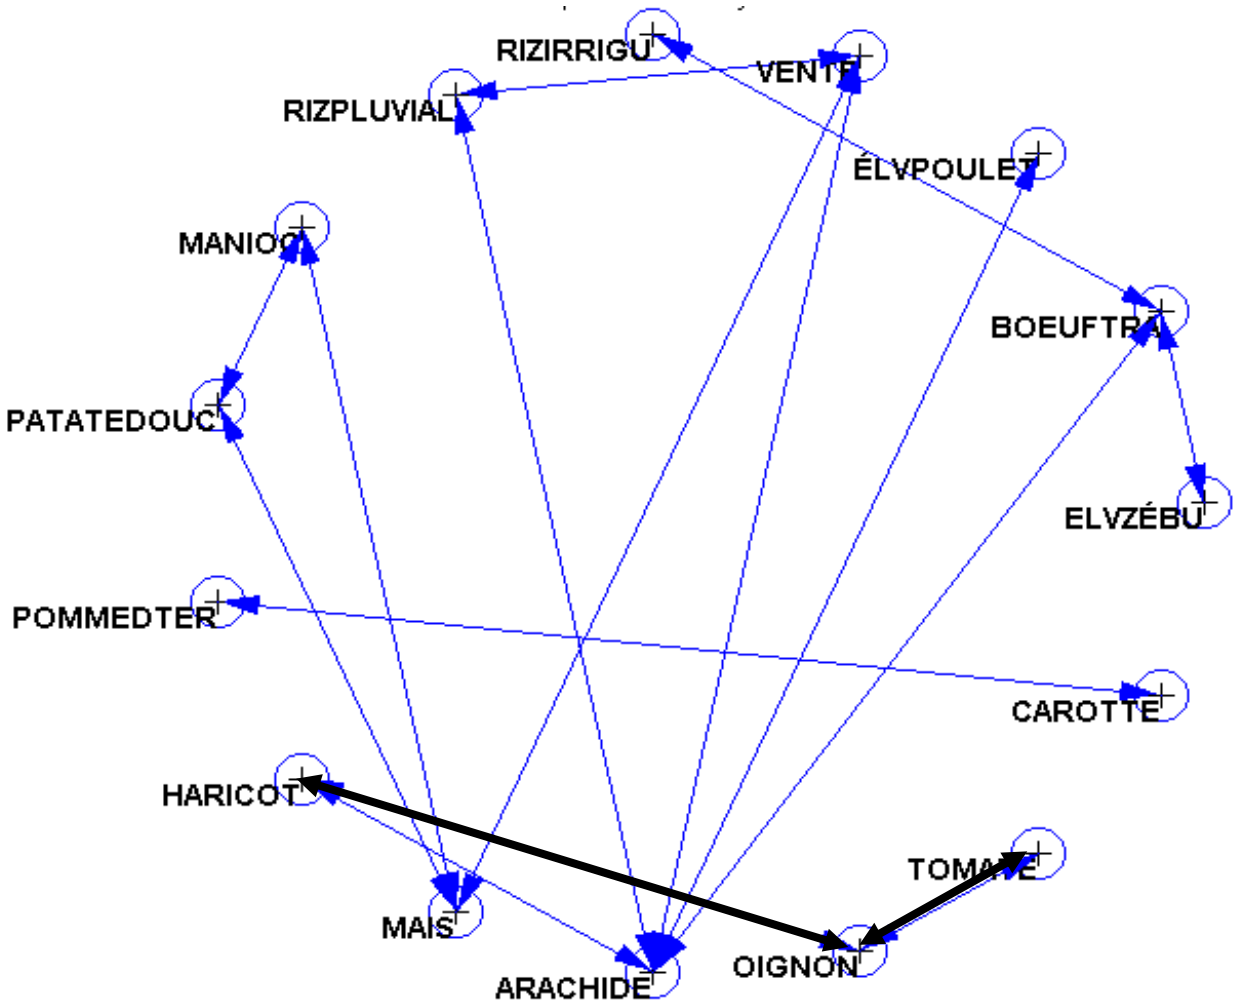 RIZIRRIGU
VENTE
RIZPLUVIAL
ÉLVPOULET
MANIOC
BOEUFTRA
PATATEDOUC
ELVZÉBU
POMMEDTER
CAROTTE
HARICOT
TOMATE
MAIS
OIGNON
ARACHIDE